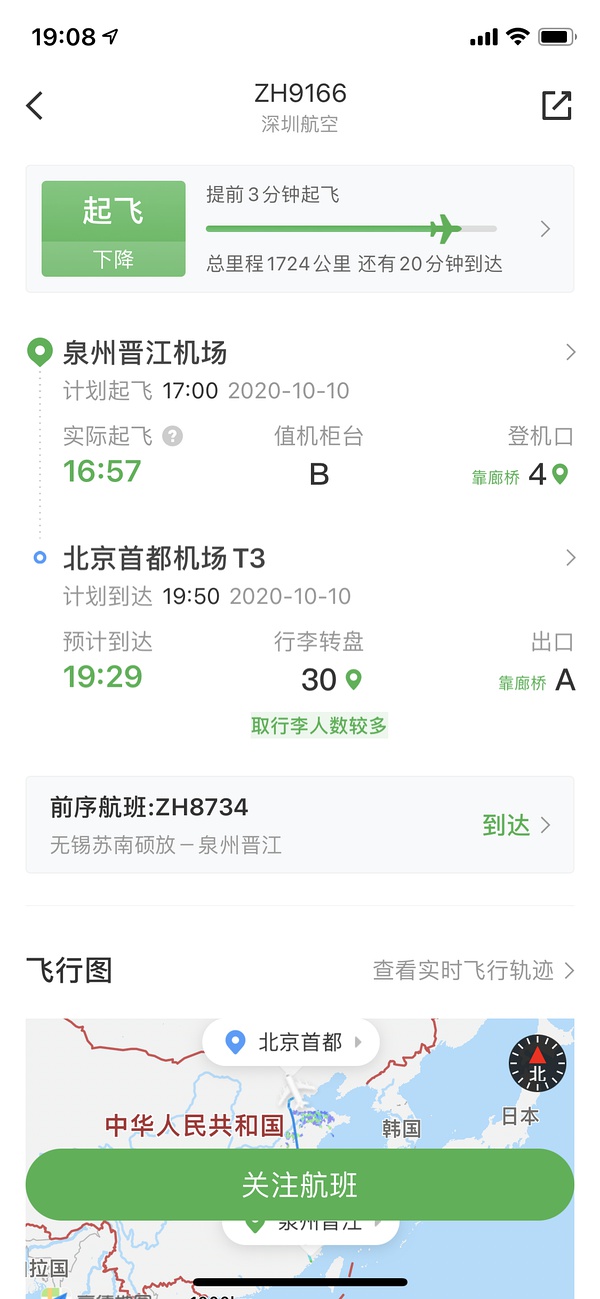 19:08
ZH9166
深圳航空
起飞
下降
提前3分钟起飞
总里程1724公里 还有20分钟到达
泉州晋江机场
计划起飞 17:00 2020-10-10
实际起飞 ? 值机柜台 登机口
16:57 B 靠廊桥 4
北京首都机场T3
计划到达 19:50 2020-10-10
预计到达 行李转盘 出口
19:29 30 靠廊桥 A
取行李人数较多
前序航班:ZH8734
无锡苏南硕放－泉州晋江
到达
飞行图
查看实时飞行轨迹
北京首都
北
中华人民共和国
韩国
日本
关注航班
泉州晋江
拉国